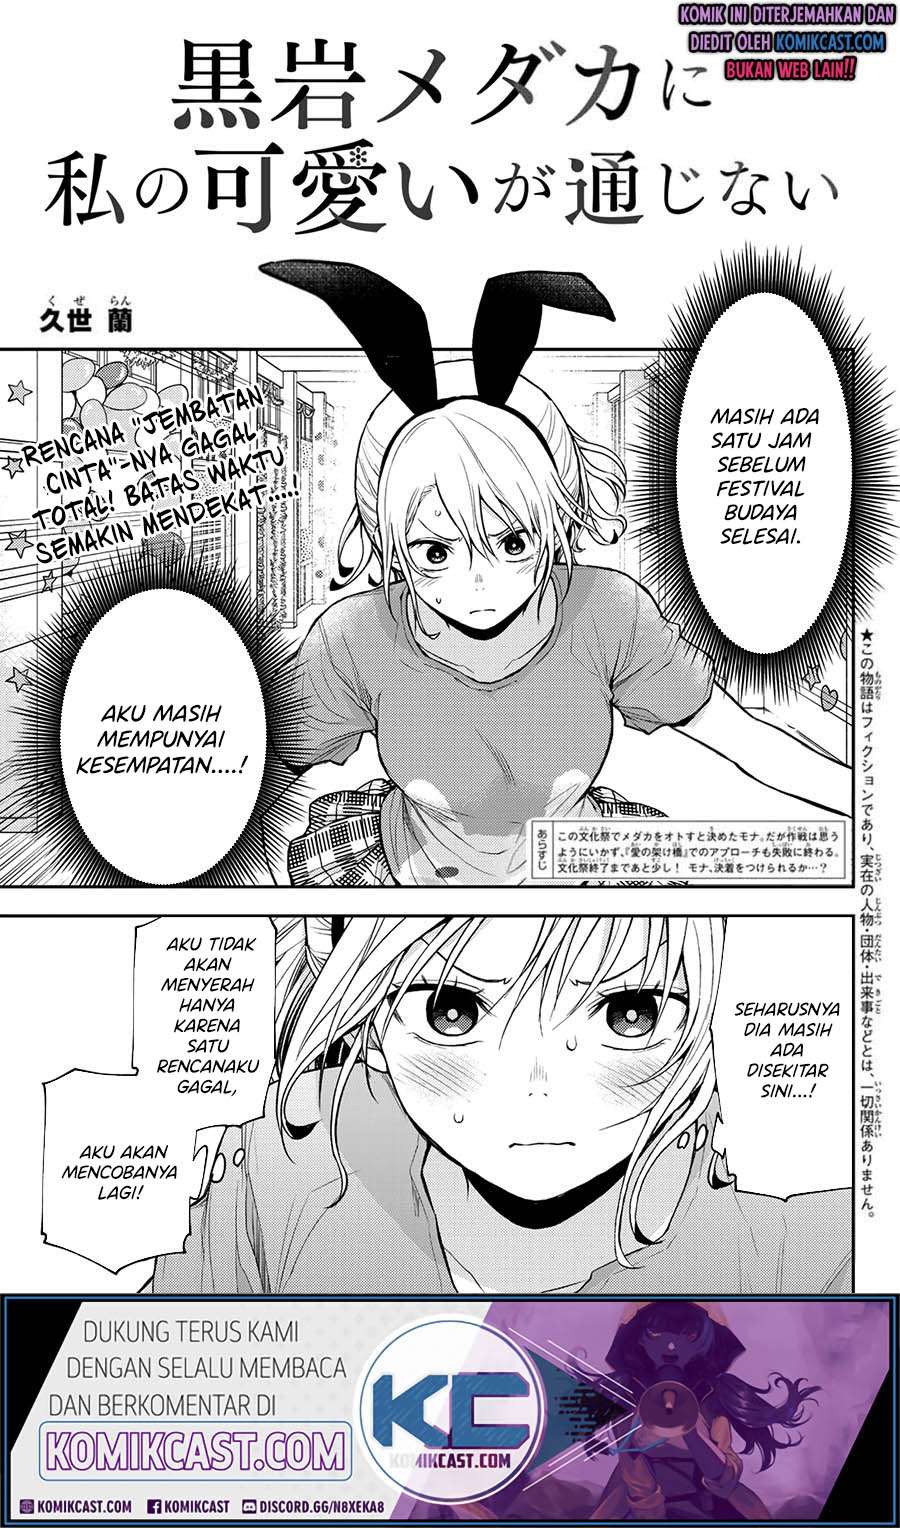 KOMIK INI DITERJEMAHKAN DAN
DIEDIT OLEH KOMIKCAST.COM
BUKAN WEB LAIN!!
黒岩メダカに
私の可愛いが通じない
くぜ らん
久世 蘭
RENCANA "JEMBATAN
CINTA"-NYA GAGAL
TOTAL! BATAS WAKTU
SEMAKIN MENDEKAT....!
MASIH ADA
SATU JAM
SEBELUM
FESTIVAL
BUDAYA
SELESAI.
AKU MASIH
MEMPUNYAI
KESEMPATAN....!
★この物語はフィクションであり、実在の人物・団体・出来事などとは、一切関係ありません。
あらすじ
この文化祭でメダカをオトすと決めたモナ。だが作戦は思う
ようにいかず、『愛の架け橋』でのアプローチも失敗に終わる。
文化祭終了まであと少し! モナ、決着をつけられるか…?
SEHARUSNYA
DIA MASIH
ADA
DISEKITAR
SINI...!
AKU TIDAK
AKAN
MENYERAH
HANYA
KARENA
SATU
RENCANAKU
GAGAL,
AKU AKAN
MENCOBANYA
LAGI!
DUKUNG TERUS KAMI
DENGAN SELALU MEMBACA
DAN BERKOMENTAR DI
KOMIKCAST.COM
KC
KOMIKCAST.COM
KOMIKCAST.COM
KOMIKCAST
DISCORD.GG/N8XEKA8